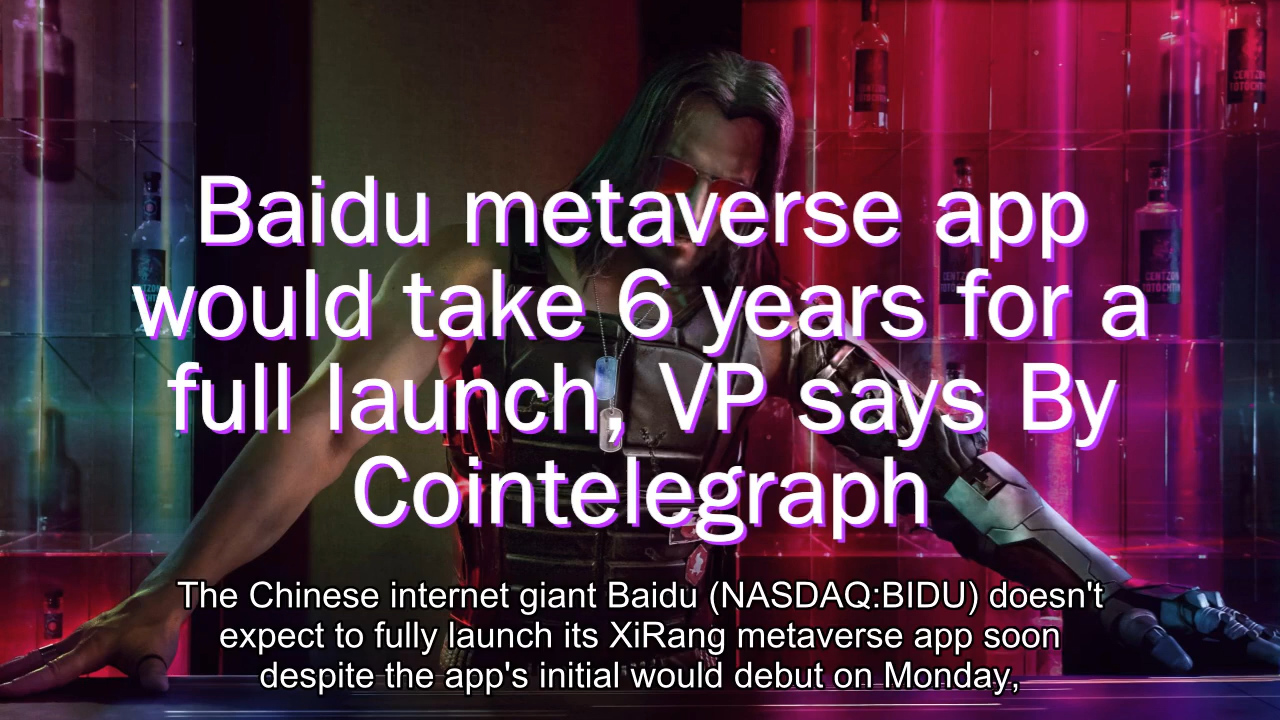 Baidu metaverse app
would take 6 years for a
full launch, VP says By
Cointelegraph
The Chinese internet giant Baidu (NASDAQ:BIDU) doesn't
expect to fully launch its XiRang metaverse app soon
despite the app's initial would debut on Monday,